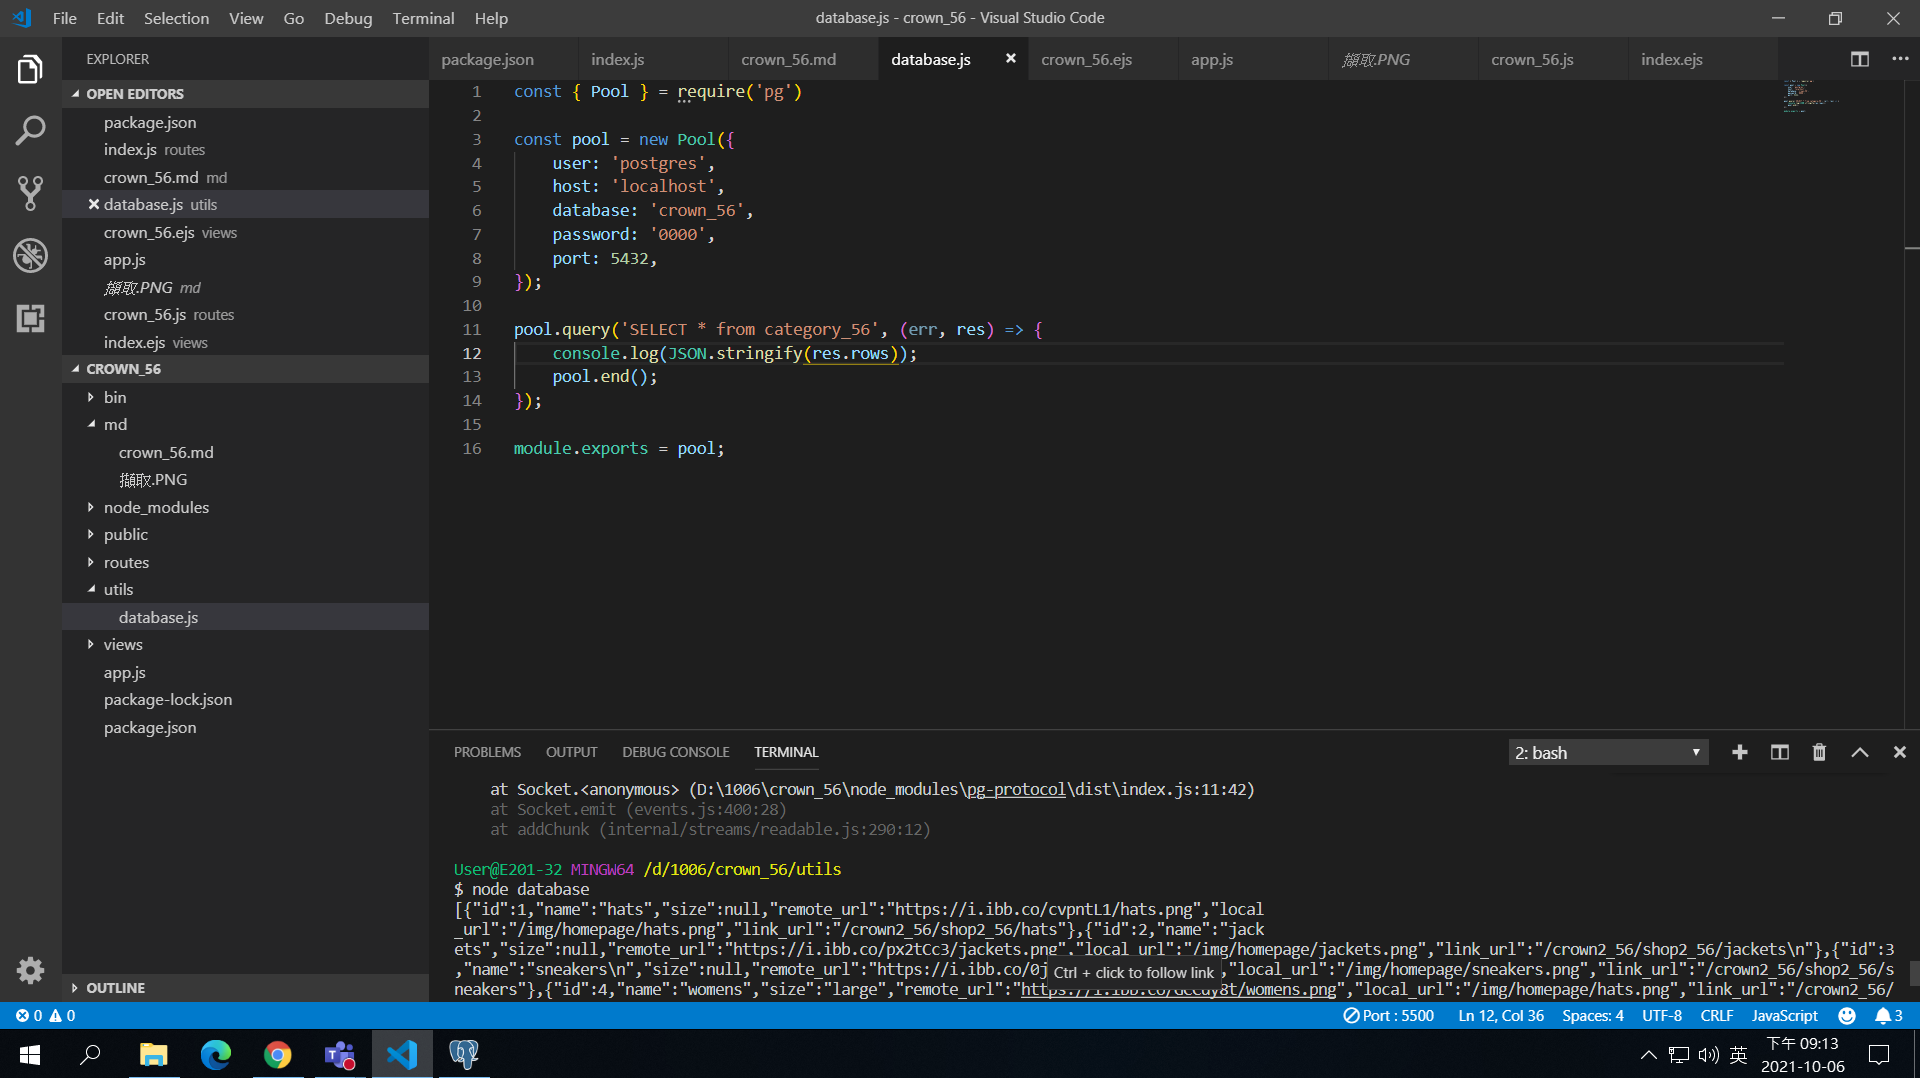 File Edit Selection View Go Debug Terminal Help
database.js - crown_56 - Visual Studio Code
EXPLORER
OPEN EDITORS
package.json
index.js routes
crown_56.md md
database.js utils
crown_56.ejs views
app.js
擷取.PNG md
crown_56.js routes
index.ejs views
CROWN_56
bin
md
crown_56.md
擷取.PNG
node_modules
public
routes
utils
database.js
views
app.js
package-lock.json
package.json
OUTLINE
package.json index.js crown_56.md database.js crown_56.ejs app.js 擷取.PNG crown_56.js index.ejs
1 const { Pool } = require('pg')
2
3 const pool = new Pool({
4 user: 'postgres',
5 host: 'localhost',
6 database: 'crown_56',
7 password: '0000',
8 port: 5432,
9 });
10
11 pool.query('SELECT * from category_56', (err, res) => {
12 console.log(JSON.stringify(res.rows));
13 pool.end();
14 });
15
16 module.exports = pool;
PROBLEMS OUTPUT DEBUG CONSOLE TERMINAL
2: bash
at Socket.<anonymous> (D:\1006\crown_56\node_modules\pg-protocol\dist\index.js:11:42)
at Socket.emit (events.js:400:28)
at addChunk (internal/streams/readable.js:290:12)
User@E201-32 MINGW64 /d/1006/crown_56/utils
$ node database
[{"id":1,"name":"hats","size":null,"remote_url":"https://i.ibb.co/cvpntL1/hats.png","local
_url":"/img/homepage/hats.png","link_url":"/crown2_56/shop2_56/hats"},{"id":2,"name":"jack
ets","size":null,"remote_url":"https://i.ibb.co/px2tCc3/jackets.png","local_url":"/img/homepage/jackets.png","link_url":"/crown2_56/shop2_56/jackets\n"},{"id":3
,"name":"sneakers\n","size":null,"remote_url":"https://i.ibb.co/0j ,"local_url":"/img/homepage/sneakers.png","link_url":"/crown2_56/shop2_56/s
Ctrl + click to follow link
neakers"},{"id":4,"name":"womens","size":"large","remote_url":"https://i.ibb.co/GCCdy8t/womens.png","local_url":"/img/homepage/hats.png","link_url":"/crown2_56/
0 0
Port : 5500 Ln 12, Col 36 Spaces: 4 UTF-8 CRLF JavaScript 3
英
下午 09:13
2021-10-06